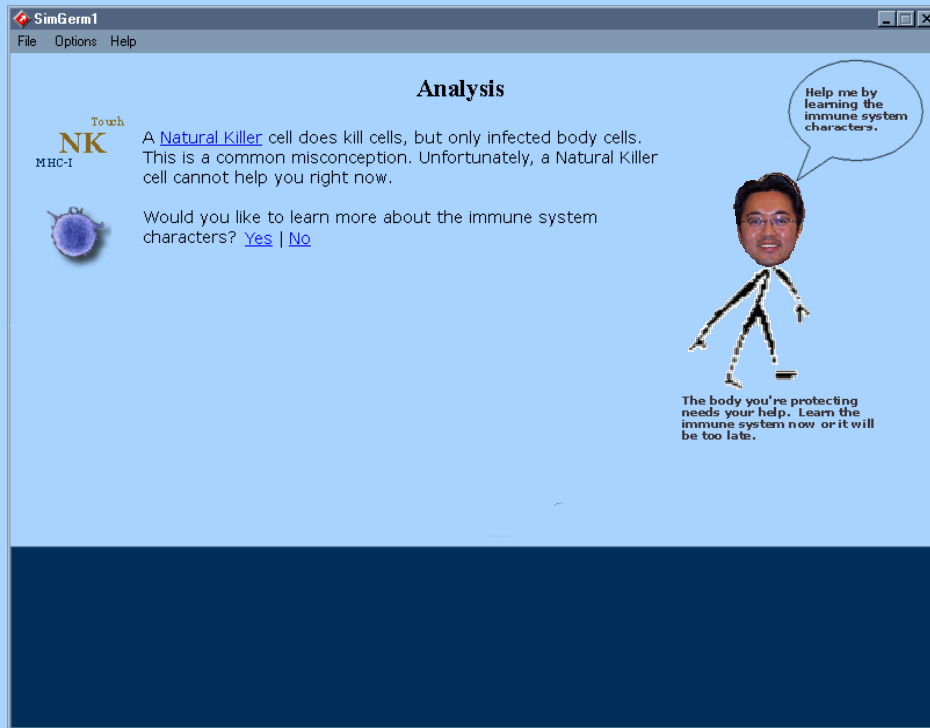 SimGerm1
File Options Help
Analysis
Help me by
learning the
immune system
characters.
Touch
NK
MHC-I
A Natural Killer cell does kill cells, but only infected body cells.
This is a common misconception. Unfortunately, a Natural Killer
cell cannot help you right now.
Would you like to learn more about the immune system
characters? Yes | No
The body you're protecting
needs your help. Learn the
immune system now or it will
be too late.